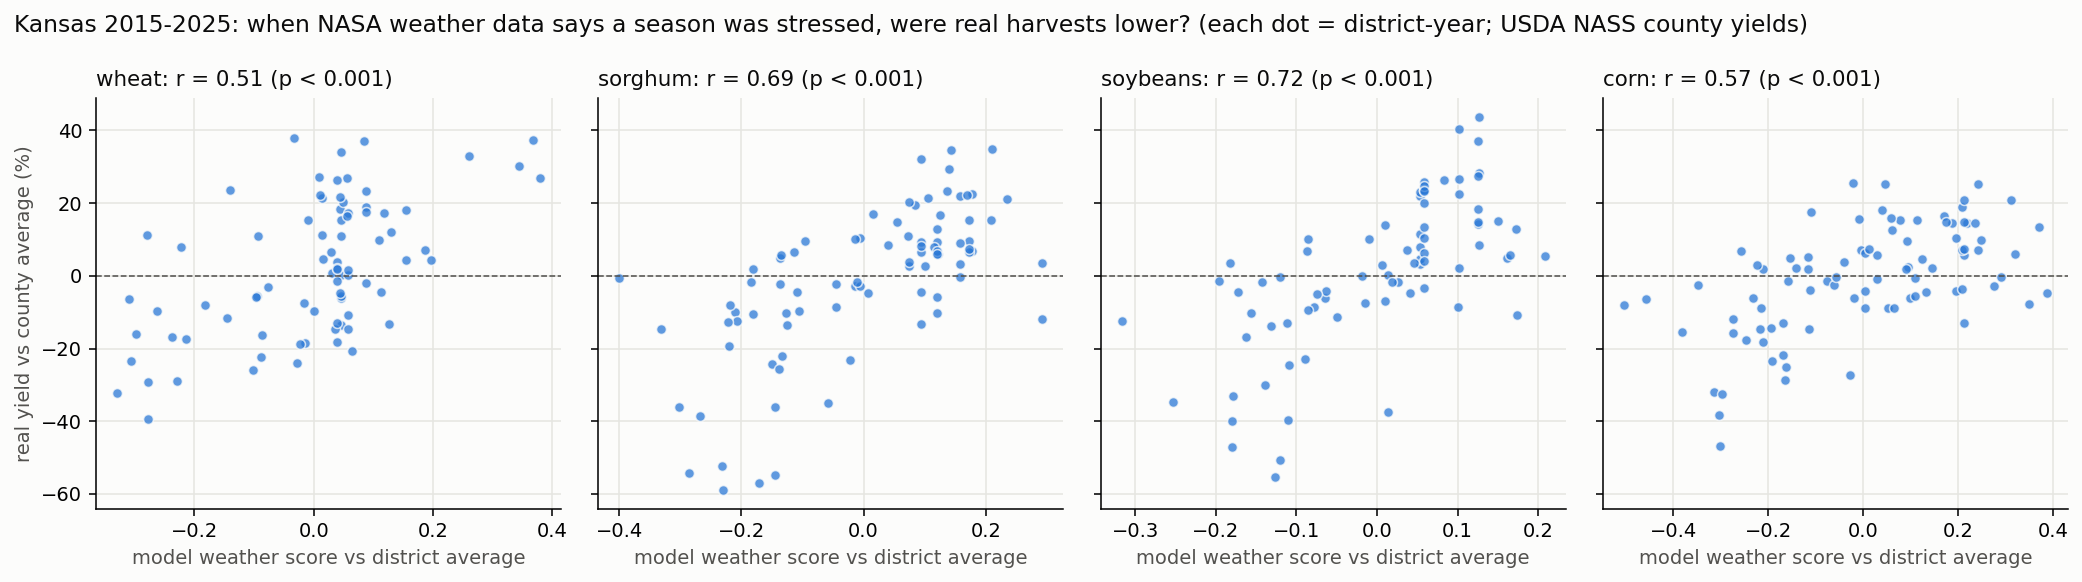 Kansas 2015-2025: when NASA weather data says a season was stressed, were real harvests lower? (each dot = district-year; USDA NASS county yields)
wheat: r = 0.51 (p < 0.001)
sorghum: r = 0.69 (p < 0.001)
soybeans: r = 0.72 (p < 0.001)
corn: r = 0.57 (p < 0.001)
real yield vs county average (%)
40
20
0
−20
−40
−60
−0.2 0.0 0.2 0.4
−0.4 −0.2 0.0 0.2
−0.3 −0.2 −0.1 0.0 0.1 0.2
−0.4 −0.2 0.0 0.2 0.4
model weather score vs district average
model weather score vs district average
model weather score vs district average
model weather score vs district average